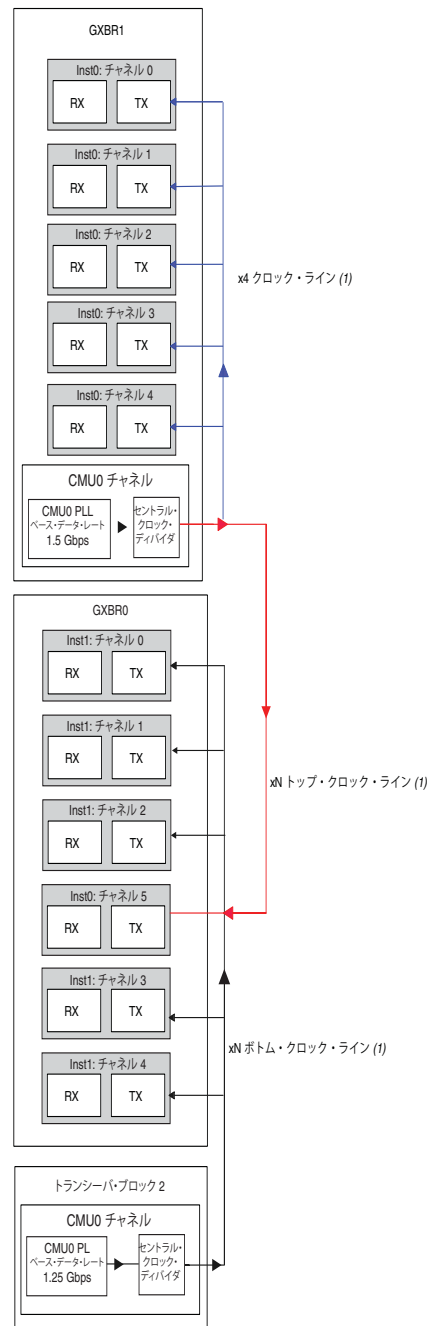 GXBR1
Inst0: チャネル 0
RX TX
Inst0: チャネル 1
RX TX
Inst0: チャネル 2
RX TX
x4 クロック・ライン (1)
Inst0: チャネル 3
RX TX
Inst0: チャネル 4
RX TX
CMU0 チャネル
CMU0 PLL
ベース・データ・レート
1.5 Gbps
セントラル・
クロック・
ディバイダ
GXBR0
Inst1: チャネル 0
RX TX
Inst1: チャネル 1
RX TX
xN トップ・クロック・ライン (1)
Inst1: チャネル 2
RX TX
Inst0: チャネル 5
RX TX
Inst1: チャネル 3
RX TX
xN ボトム・クロック・ライン (1)
Inst1: チャネル 4
RX TX
トランシーバ・ブロック 2
CMU0 チャネル
CMU0 PL
ベース・データ・レート
1.25 Gbps
セントラル・
クロック・
ディバイダ